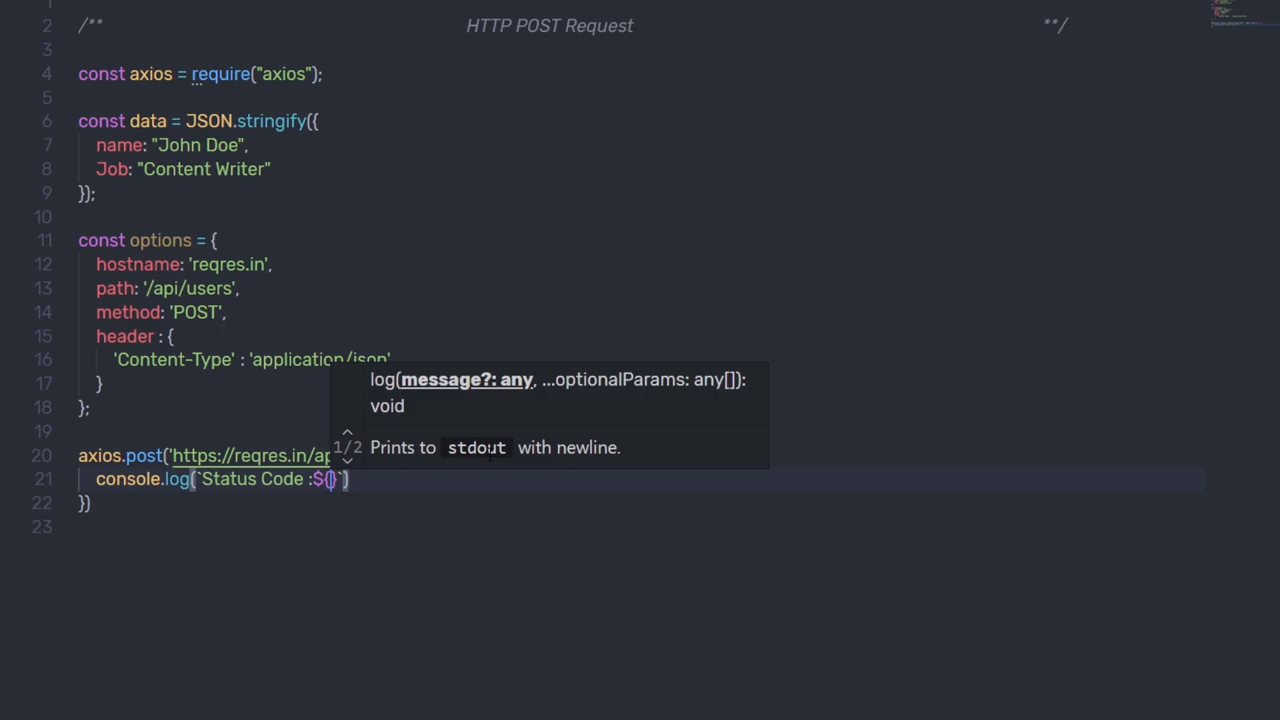 1
2 /** HTTP POST Request **/
3
4 const axios = require("axios");
5
6 const data = JSON.stringify({
7 name: "John Doe",
8 Job: "Content Writer"
9 });
10
11 const options = {
12 hostname: 'reqres.in',
13 path: '/api/users',
14 method: 'POST',
15 header : {
16 'Content-Type' : 'application/json'
17 }
18 };
19
20 axios.post('https://reqres.in/ap
21 console.log(`Status Code :${}`)
22 })
23
log(message?: any, ...optionalParams: any[]):
void
1/2 Prints to stdout with newline.